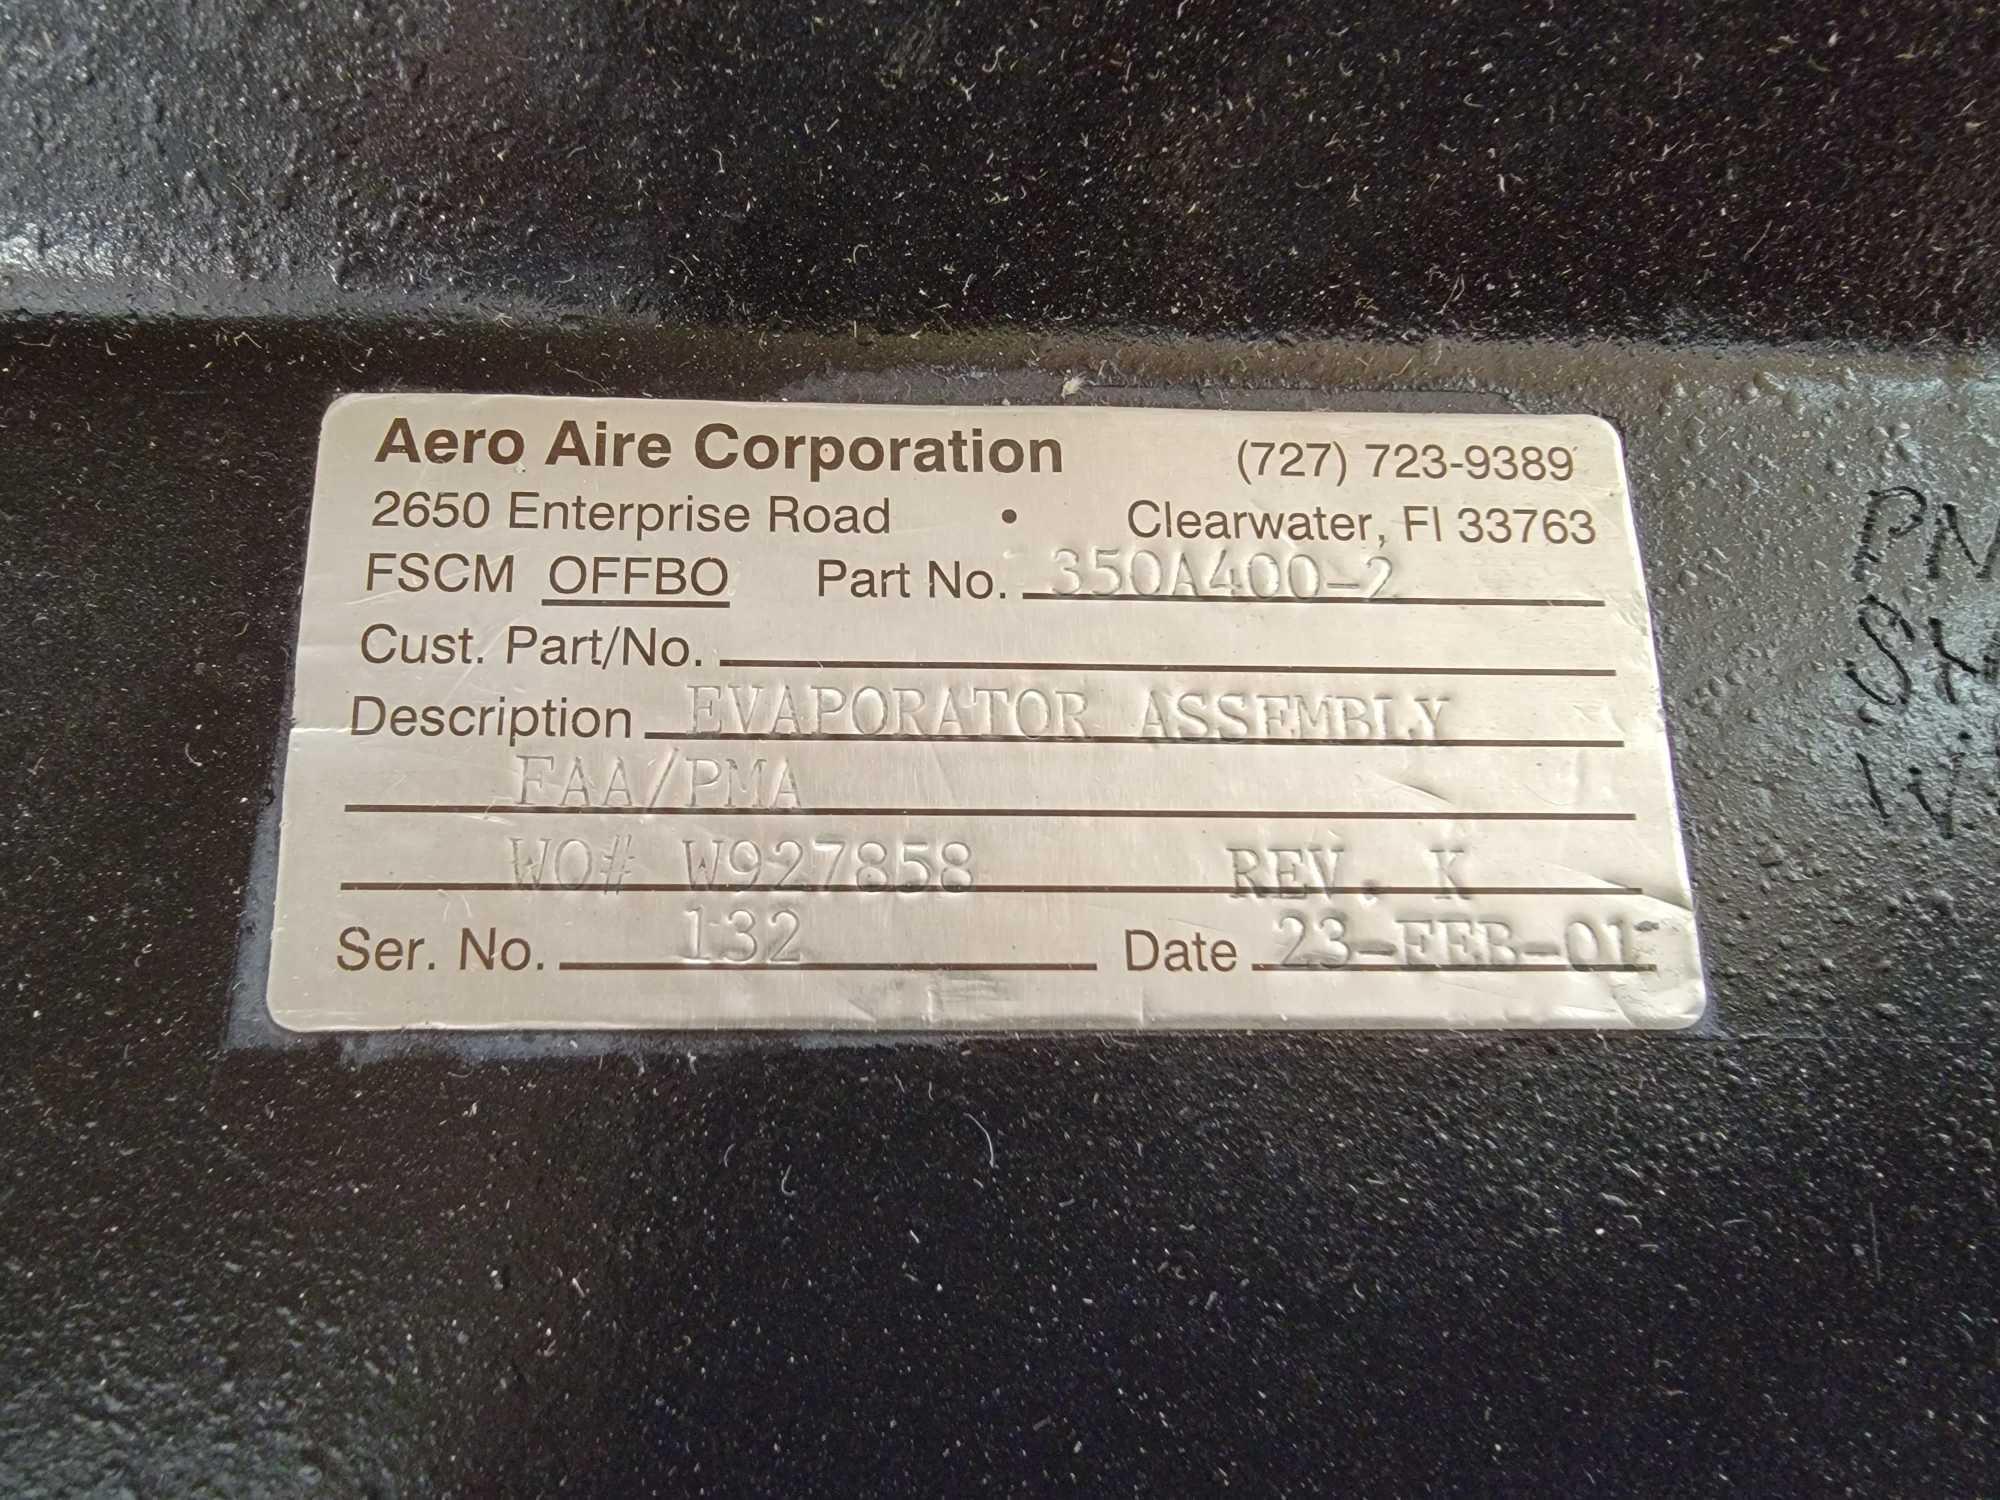 Aero Aire Corporation (727) 723-9389
2650 Enterprise Road • Clearwater, Fl 33763
FSCM OFFBO Part No. 350A400-2
Cust. Part/No.
Description EVAPORATOR ASSEMBLY
FAA/PMA
WO# W927858 REV. K
Ser. No. 132 Date 23-FEB-01
PN